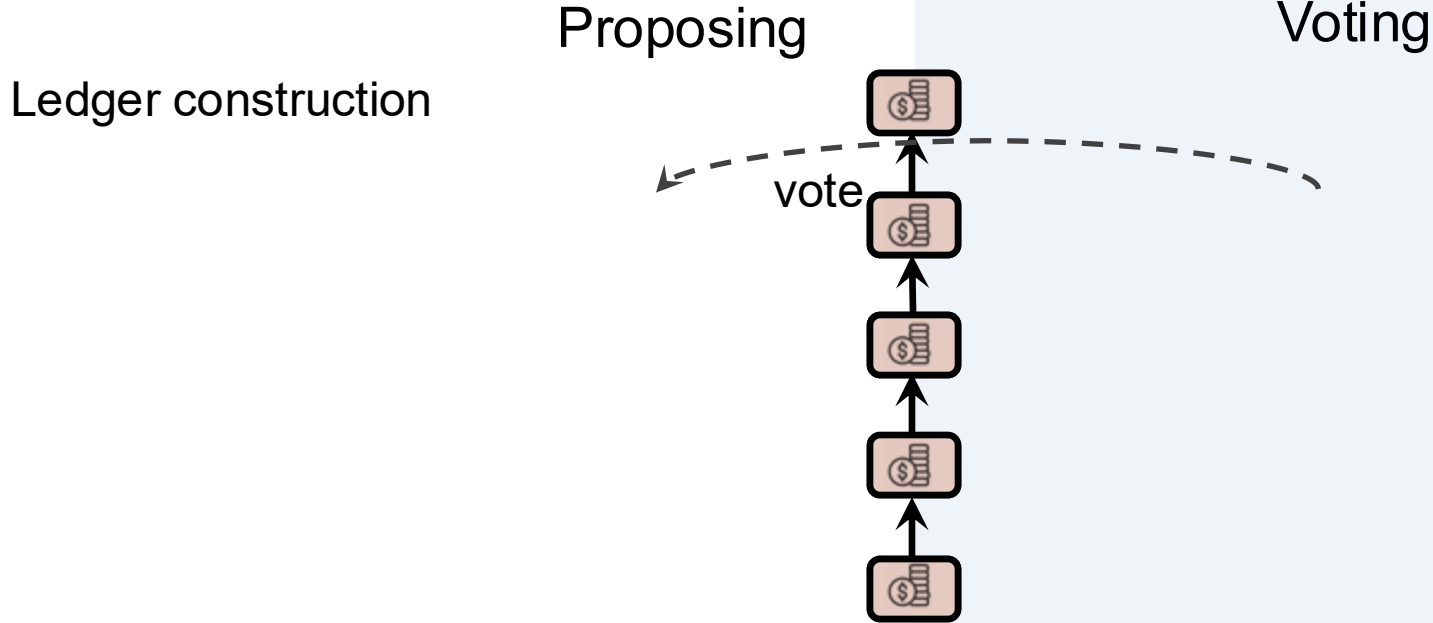 Proposing
Voting
Ledger construction
vote
$
$
$
$
$